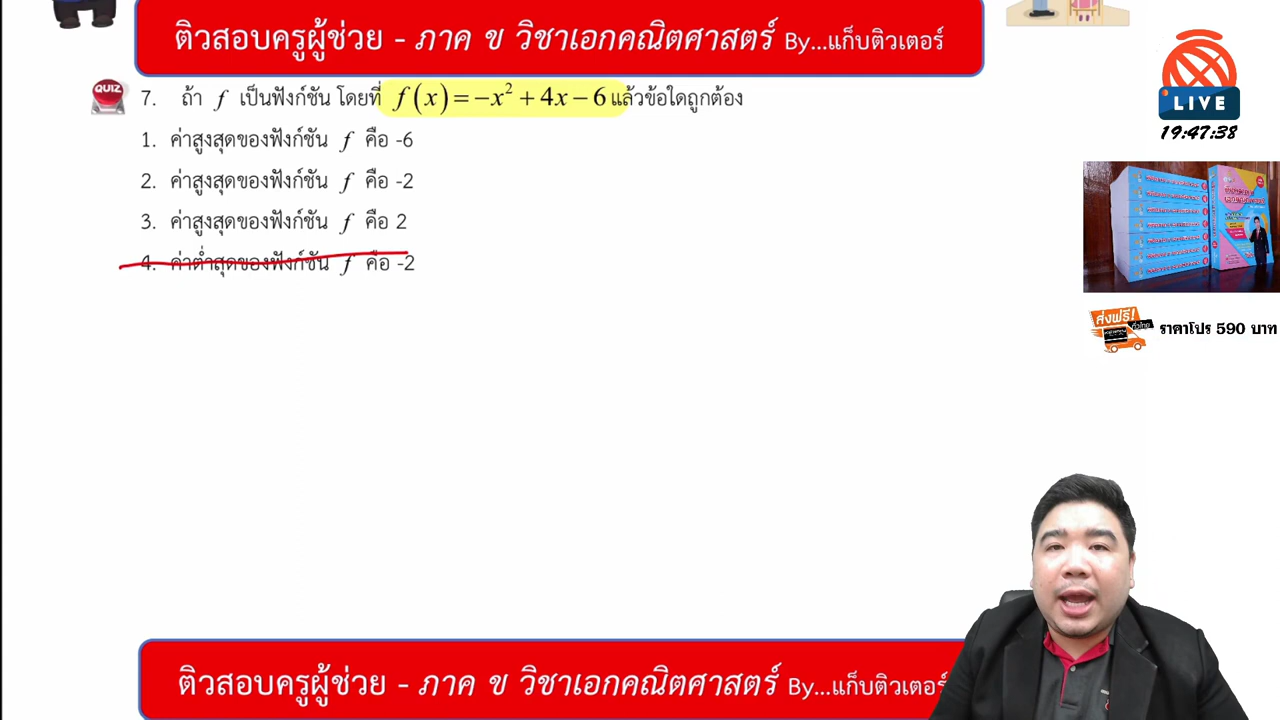 ติวสอบครูผู้ช่วย - ภาค ข วิชาเอกคณิตศาสตร์ By...แก็บติวเตอร์
QUIZ
7. ถ้า f เป็นฟังก์ชัน โดยที่ f(x) = −x² + 4x − 6 แล้วข้อใดถูกต้อง
1. ค่าสูงสุดของฟังก์ชัน f คือ -6
2. ค่าสูงสุดของฟังก์ชัน f คือ -2
3. ค่าสูงสุดของฟังก์ชัน f คือ 2
4. ค่าต่ำสุดของฟังก์ชัน f คือ -2
LIVE
19:47:38
ส่งฟรี!
ทั่วไทย
ราคาโปร 590 บาท
ติวสอบครูผู้ช่วย - ภาค ข วิชาเอกคณิตศาสตร์ By...แก็บติวเตอร์